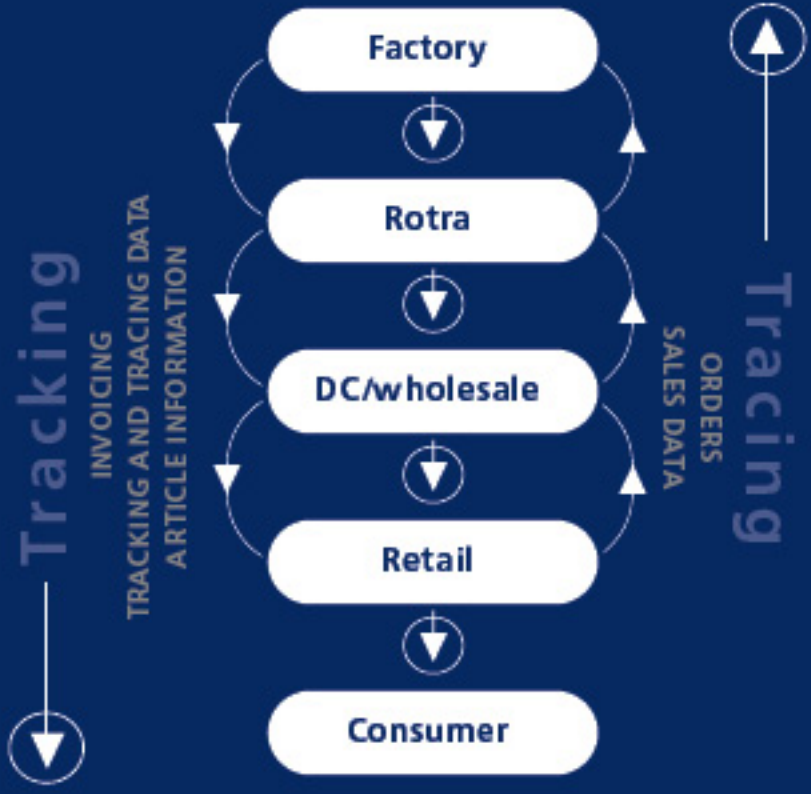 Factory
Rotra
DC/wholesale
Retail
Consumer
Tracking
INVOICING
TRACKING AND TRACING DATA
ARTICLE INFORMATION
SALES DATA
ORDERS
Tracing